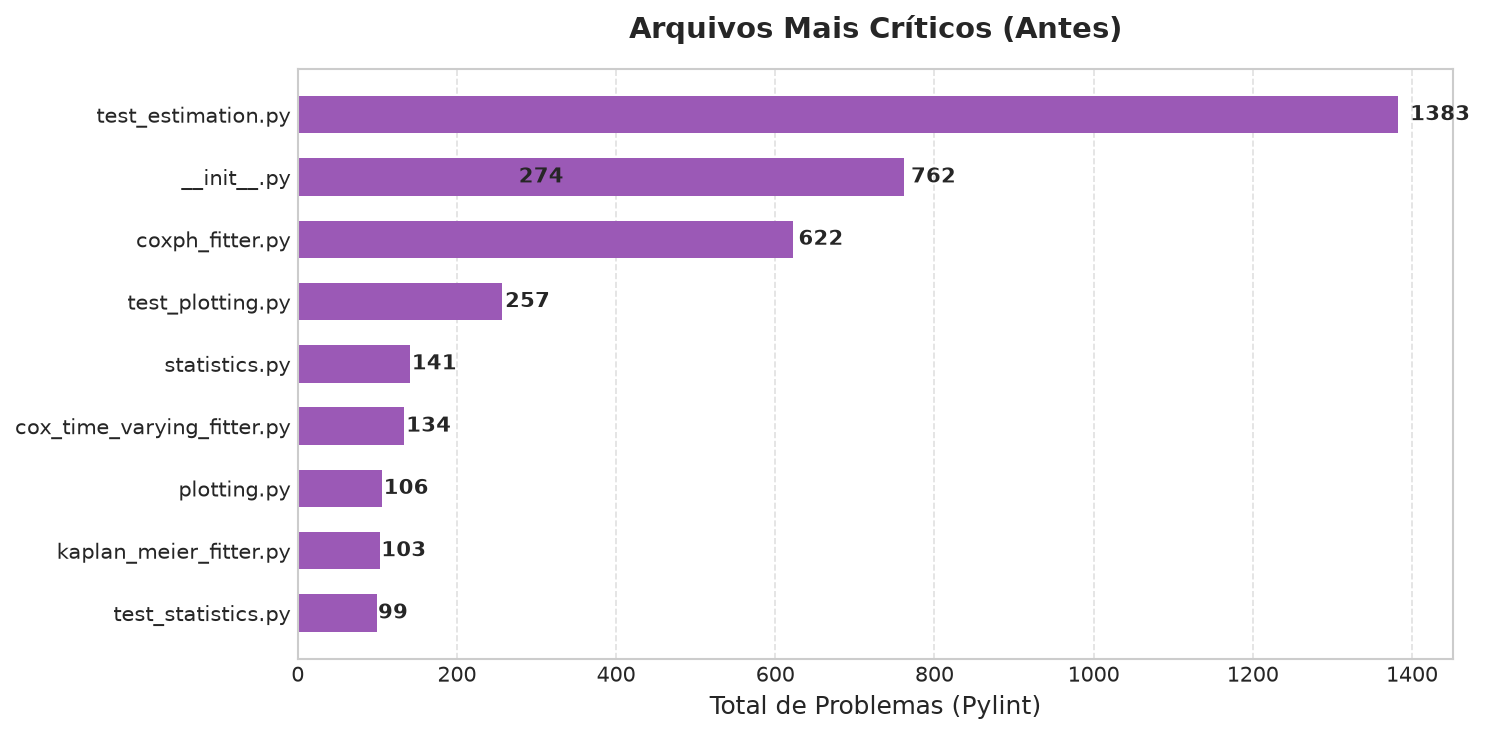 Arquivos Mais Críticos (Antes)
test_estimation.py 1383
__init__.py 274 762
coxph_fitter.py 622
test_plotting.py 257
statistics.py 141
cox_time_varying_fitter.py 134
plotting.py 106
kaplan_meier_fitter.py 103
test_statistics.py 99
0 200 400 600 800 1000 1200 1400
Total de Problemas (Pylint)